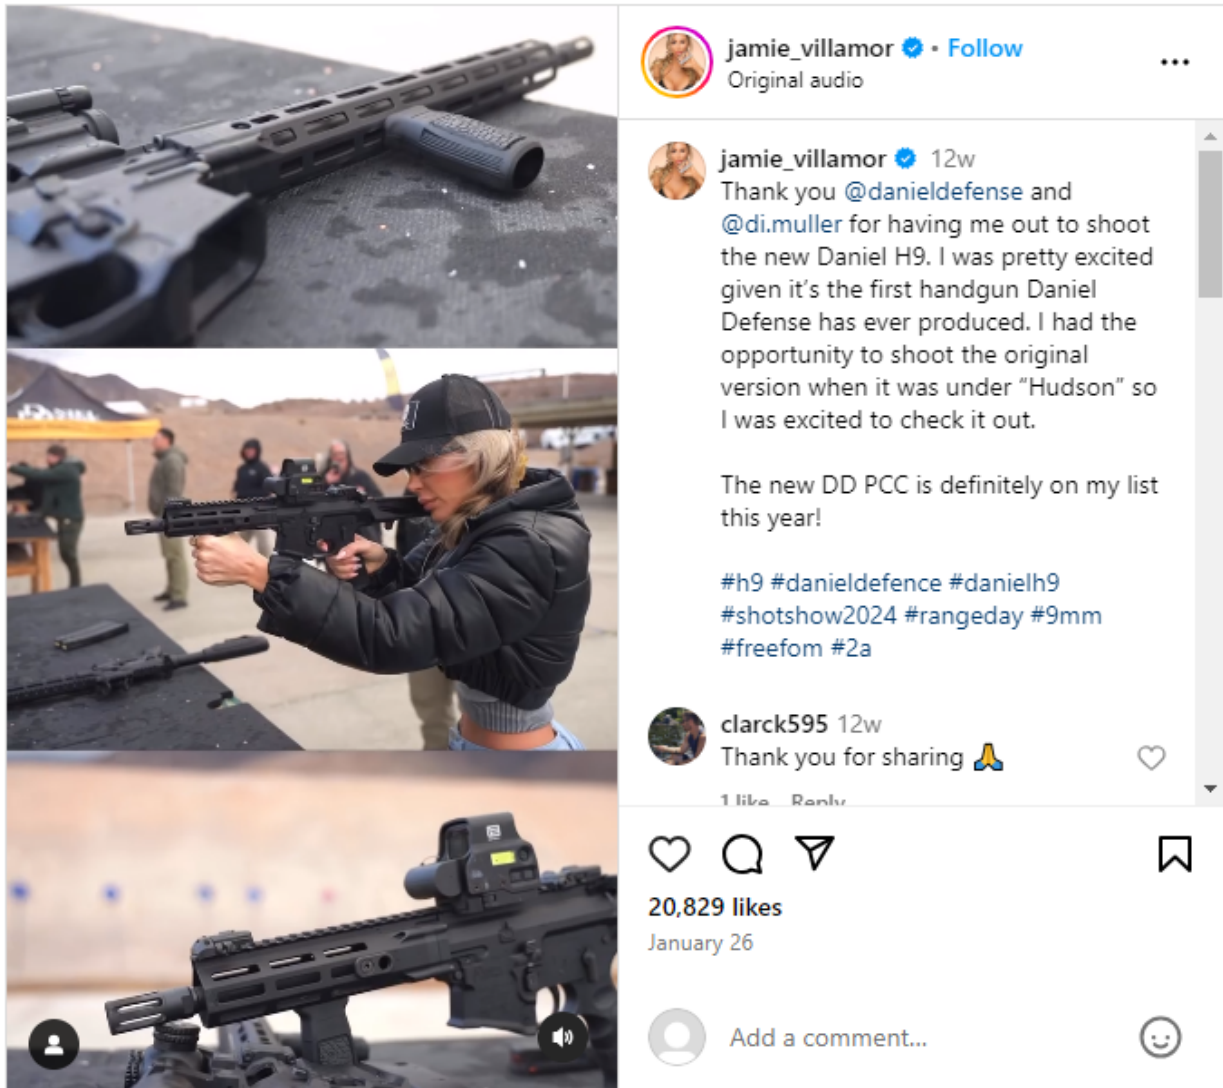 jamie_villamor • Follow
Original audio
jamie_villamor 12w
Thank you @danieldefense and
@di.muller for having me out to shoot
the new Daniel H9. I was pretty excited
given it's the first handgun Daniel
Defense has ever produced. I had the
opportunity to shoot the original
version when it was under “Hudson” so
I was excited to check it out.
The new DD PCC is definitely on my list
this year!
#h9 #danieldefence #danielh9
#shotshow2024 #rangeday #9mm
#freefom #2a
clarck595 12w
Thank you for sharing 🙏
1 like Reply
20,829 likes
January 26
Add a comment...